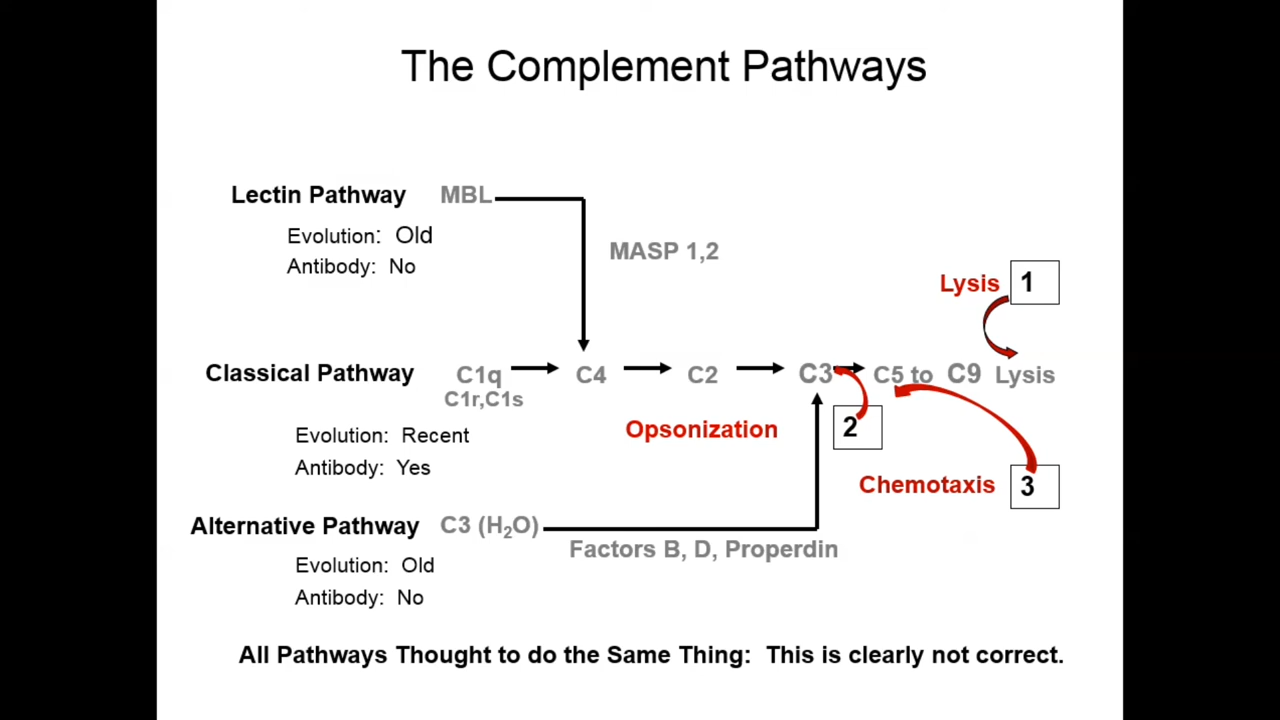 The Complement Pathways
Lectin Pathway MBL
Evolution: Old
Antibody: No
MASP 1,2
Lysis 1
Classical Pathway C1q C4 C2 C3 C5 to C9 Lysis
C1r,C1s
Opsonization 2
Evolution: Recent
Antibody: Yes
Chemotaxis 3
Alternative Pathway C3 (H₂O)
Factors B, D, Properdin
Evolution: Old
Antibody: No
All Pathways Thought to do the Same Thing: This is clearly not correct.